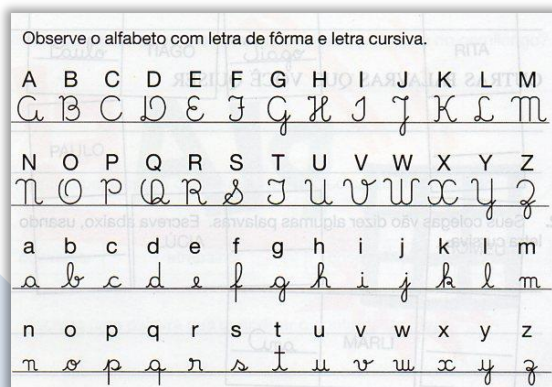 Observe o alfabeto com letra de fôrma e letra cursiva.
A B C D E F G H I J K L M
A B C D E F G H I J K L M
N O P Q R S T U V W X Y Z
N O P Q R S T U V W X Y Z
a b c d e f g h i j k l m
a b c d e f g h i j k l m
n o p q r s t u v w x y z
n o p q r s t u v w x y z